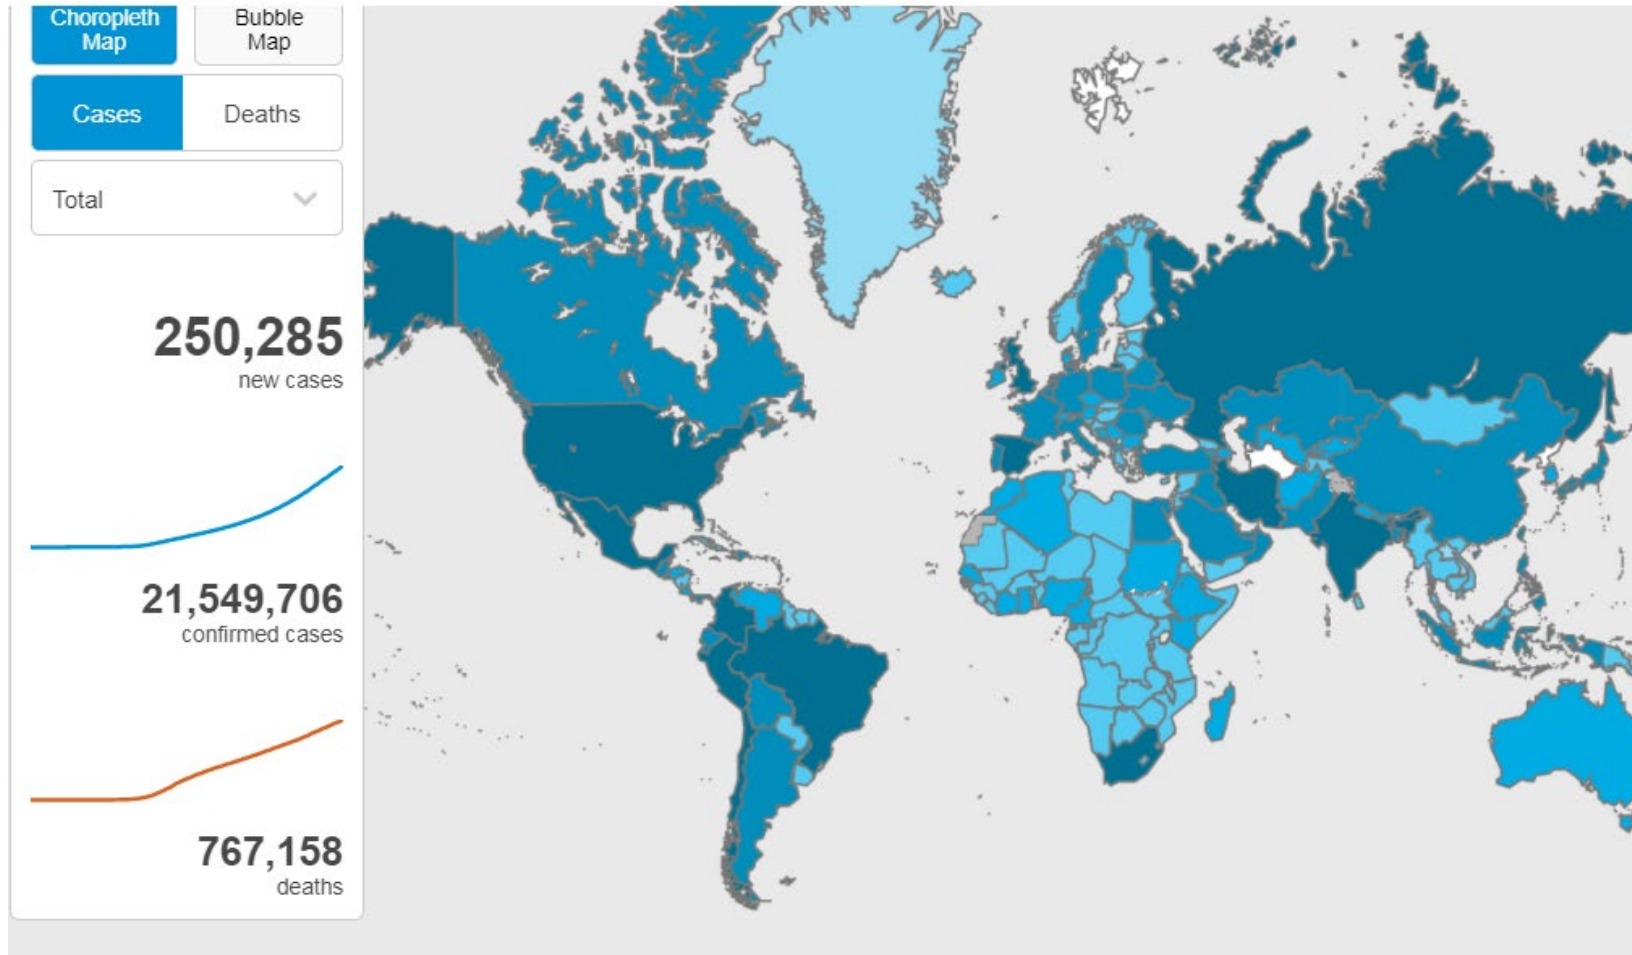 Choropleth
Map
Bubble
Map
Cases
Deaths
Total
250,285
new cases
21,549,706
confirmed cases
767,158
deaths